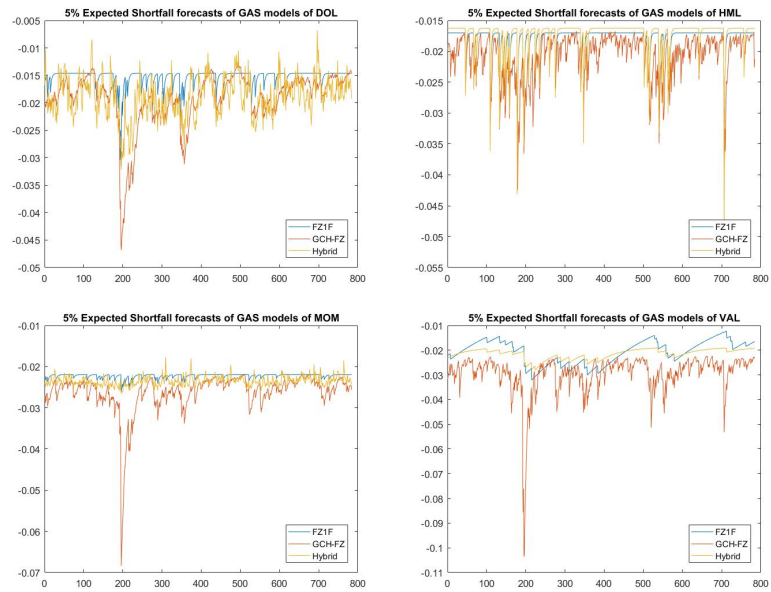 5% Expected Shortfall forecasts of GAS models of DOL
-0.005
-0.01
-0.015
-0.02
-0.025
-0.03
-0.035
-0.04
-0.045
-0.05
0 100 200 300 400 500 600 700 800
FZ1F
GCH-FZ
Hybrid
5% Expected Shortfall forecasts of GAS models of HML
-0.015
-0.02
-0.025
-0.03
-0.035
-0.04
-0.045
-0.05
-0.055
0 100 200 300 400 500 600 700 800
FZ1F
GCH-FZ
Hybrid
5% Expected Shortfall forecasts of GAS models of MOM
-0.01
-0.02
-0.03
-0.04
-0.05
-0.06
-0.07
0 100 200 300 400 500 600 700 800
FZ1F
GCH-FZ
Hybrid
5% Expected Shortfall forecasts of GAS models of VAL
-0.01
-0.02
-0.03
-0.04
-0.05
-0.06
-0.07
-0.08
-0.09
-0.1
-0.11
0 100 200 300 400 500 600 700 800
FZ1F
GCH-FZ
Hybrid